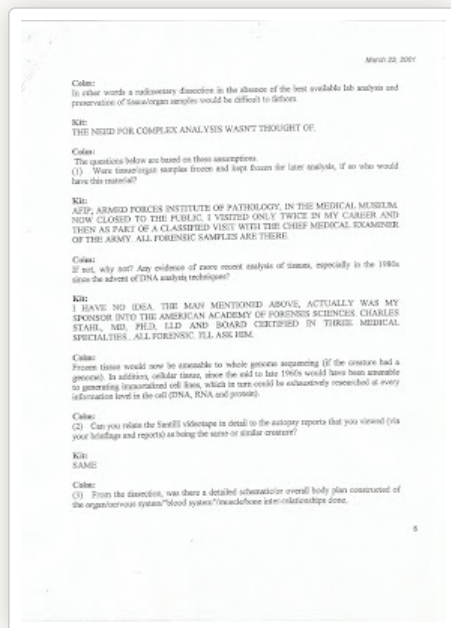 March 23, 2001
Colm:
In other words a rudimentary dissection in the absence of the best available lab analysis and
preservation of tissue/organ samples would be difficult to fathom.
Kit:
THE NEED FOR COMPLEX ANALYSIS WASN'T THOUGHT OF.
Colm:
The questions below are based on those assumptions.
(1) Were tissue/organ samples frozen and kept frozen for later analysis, if so who would
have this material?
Kit:
AFIP; ARMED FORCES INSTITUTE OF PATHOLOGY, IN THE MEDICAL MUSEUM.
NOW CLOSED TO THE PUBLIC, I VISITED ONLY TWICE IN MY CAREER AND
THEN AS PART OF A CLASSIFIED VISIT WITH THE CHIEF MEDICAL EXAMINER
OF THE ARMY. ALL FORENSIC SAMPLES ARE THERE.
Colm:
If not, why not? Any evidence of more recent analysis of tissues, especially in the 1980s
since the advent of DNA analysis techniques?
Kit:
I HAVE NO IDEA. THE MAN MENTIONED ABOVE, ACTUALLY WAS MY
SPONSOR INTO THE AMERICAN ACADEMY OF FORENSIS SCIENCES. CHARLES
STAHL, MD, PH.D, LLD AND BOARD CERTIFIED IN THREE MEDICAL
SPECIALTIES...ALL FORENSIC. I'LL ASK HIM.
Colm:
Frozen tissue would now be amenable to whole genome sequencing (if the creature had a
genome). In addition, cellular tissue, since the mid to late 1960s would have been amenable
to generating immortalized cell lines, which in turn could be exhaustively researched at every
information level in the cell (DNA, RNA and protein).
Colm:
(2) Can you relate the Santilli videotape in detail to the autopsy reports that you viewed (via
your briefings and reports) as being the same or similar creature?
Kit:
SAME
Colm:
(3) From the dissection, was there a detailed schematic/or overall body plan constructed of
the organ/nervous system/"blood system"/muscle/bone inter-relationships done.
6